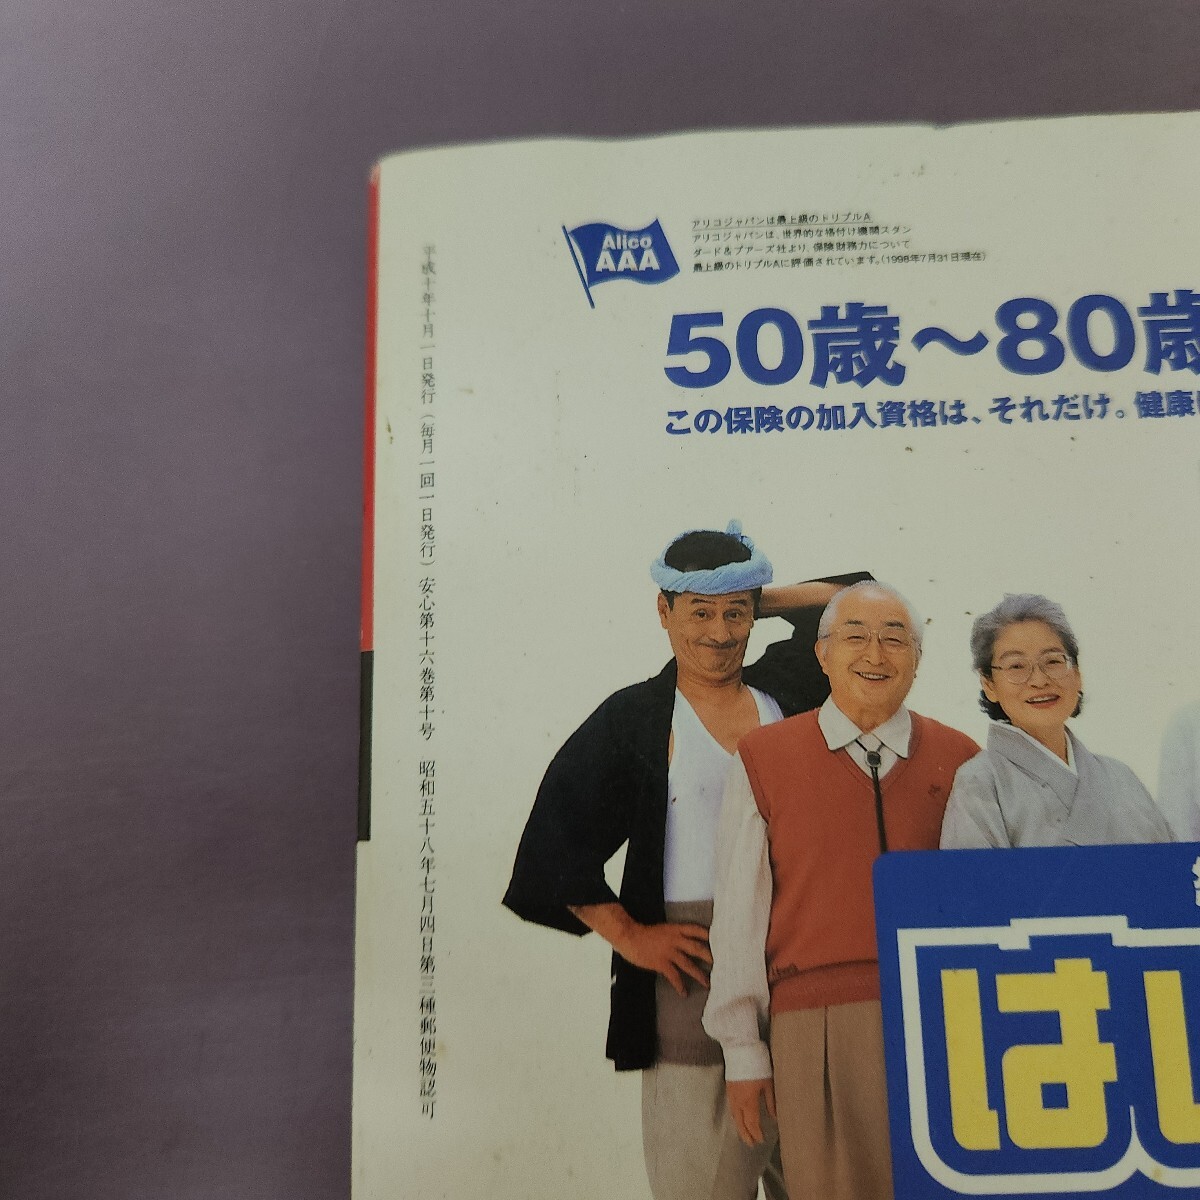 Alico
AAA
アリコジャパンは最上級のトリプルA
アリコジャパンは、世界的な格付け機関スタン
ダード&プアーズ社より、保険財務力について
最上級のトリプルAに評価されています。(1998年7月31日現在)
50歳〜80歳
この保険の加入資格は、それだけ。健康
平成十年十月一日発行（毎月一回一日発行）安心第十六巻第十号 昭和五十八年七月四日第三種郵便物認可
はい